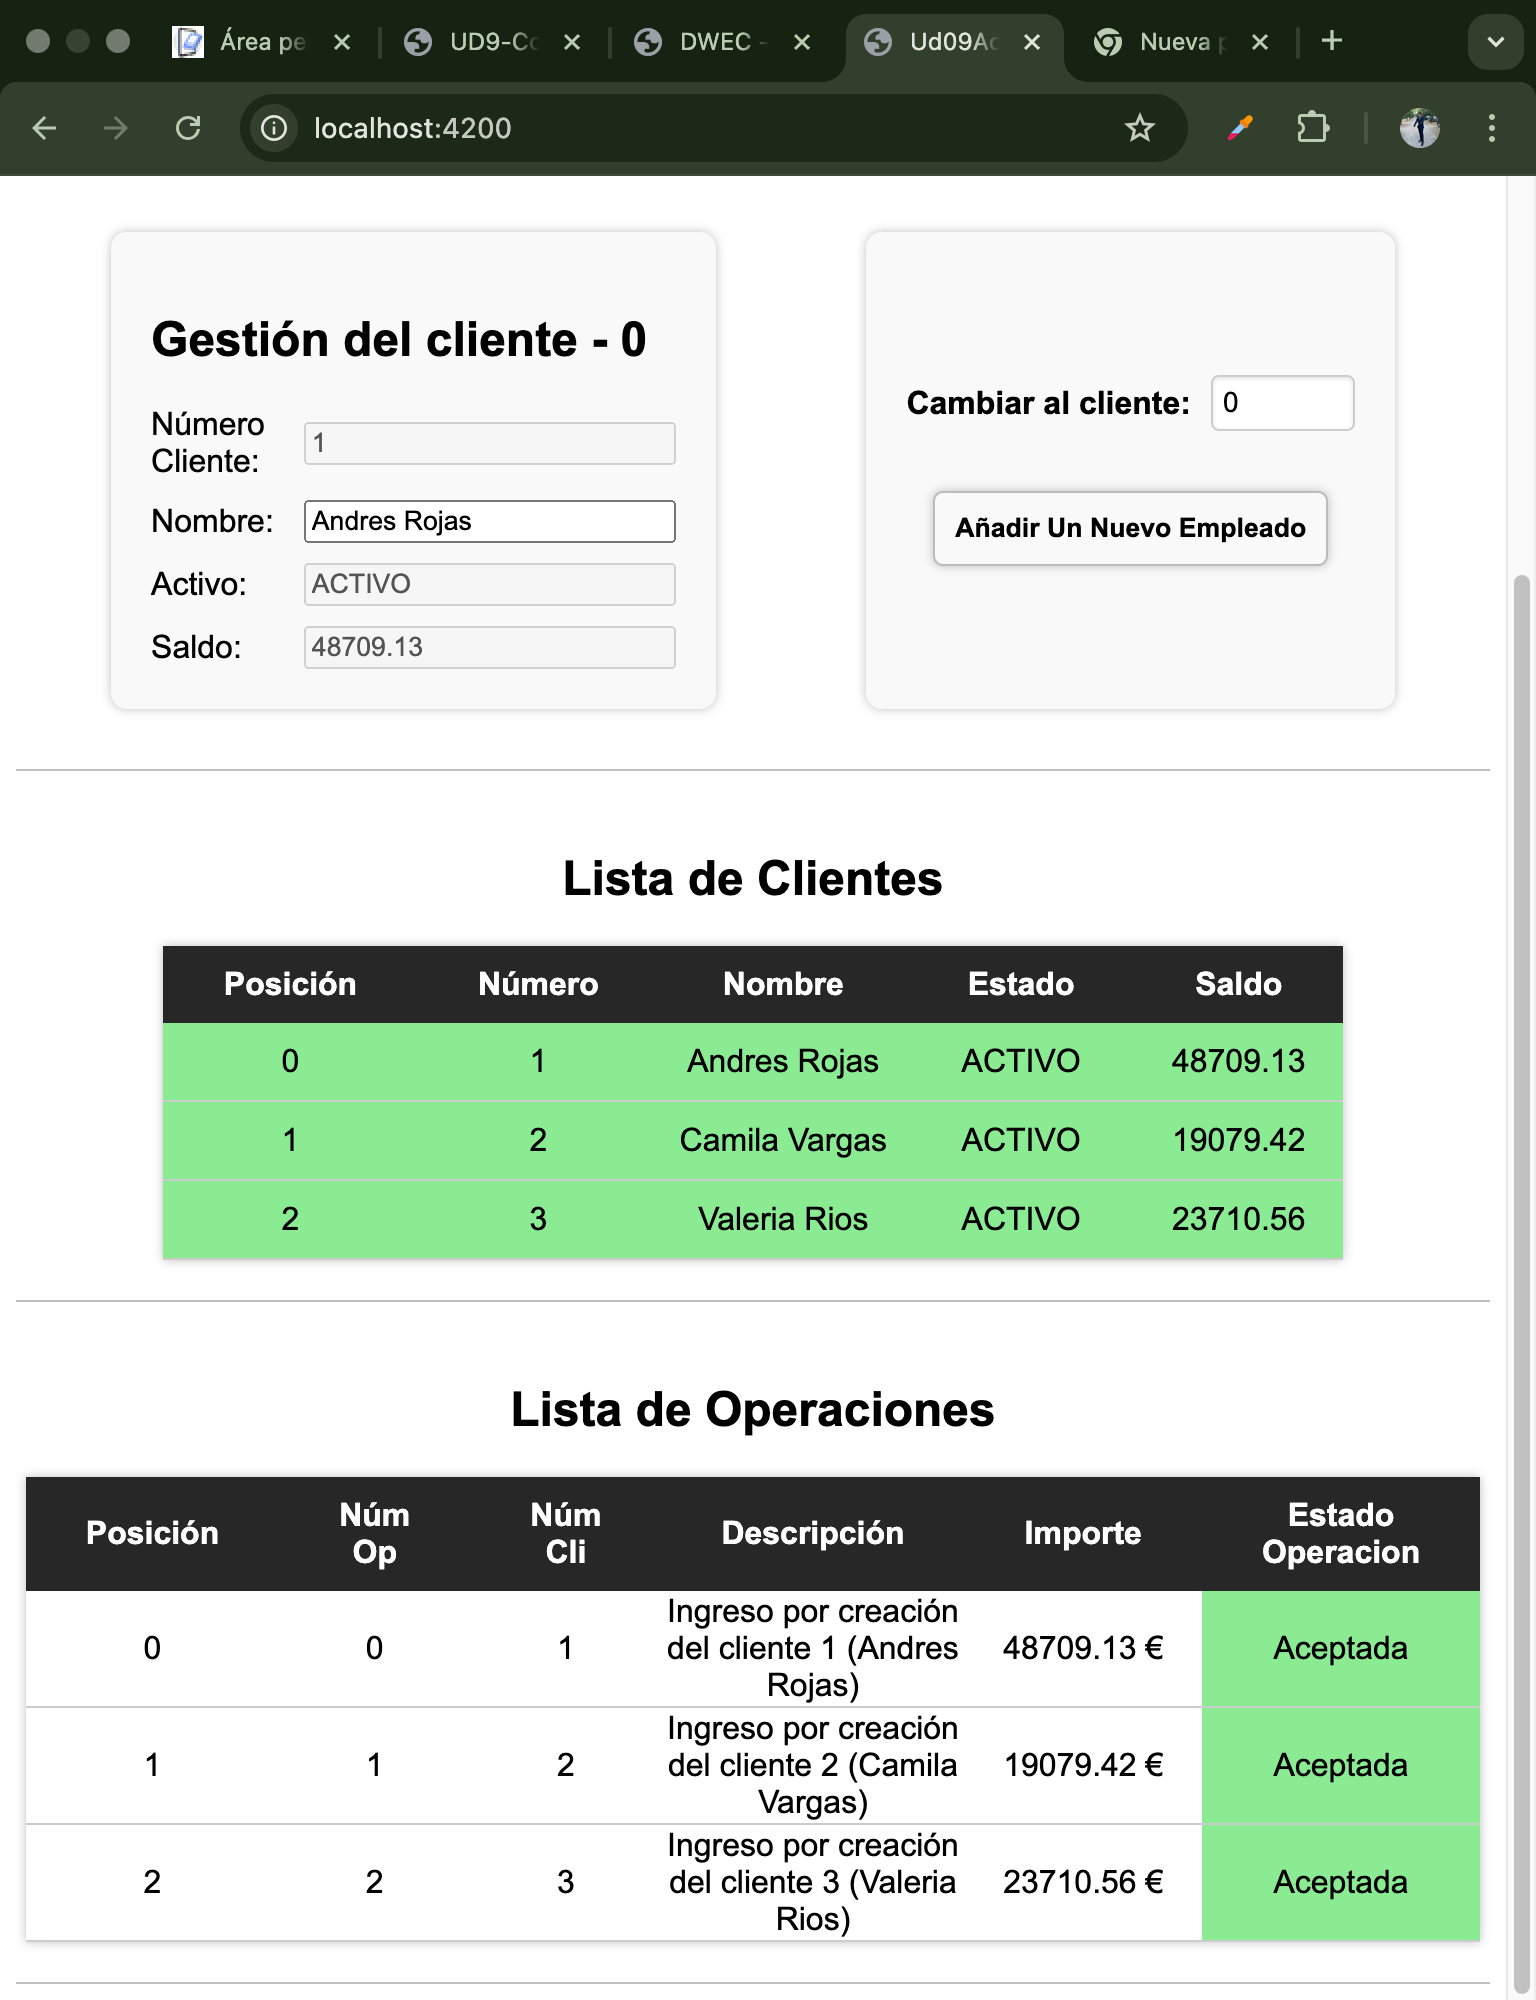 Área pe
UD9-Co
DWEC -
Ud09Ac
Nueva p
localhost:4200
Gestión del cliente - 0
Número
Cliente:
1
Nombre:
Andres Rojas
Activo:
ACTIVO
Saldo:
48709.13
Cambiar al cliente:
0
Añadir Un Nuevo Empleado
Lista de Clientes
Posición Número Nombre Estado Saldo
0 1 Andres Rojas ACTIVO 48709.13
1 2 Camila Vargas ACTIVO 19079.42
2 3 Valeria Rios ACTIVO 23710.56
Lista de Operaciones
Posición
Núm
Op
Núm
Cli
Descripción
Importe
Estado
Operacion
0
0
1
Ingreso por creación
del cliente 1 (Andres
Rojas)
48709.13 €
Aceptada
1
1
2
Ingreso por creación
del cliente 2 (Camila
Vargas)
19079.42 €
Aceptada
2
2
3
Ingreso por creación
del cliente 3 (Valeria
Rios)
23710.56 €
Aceptada